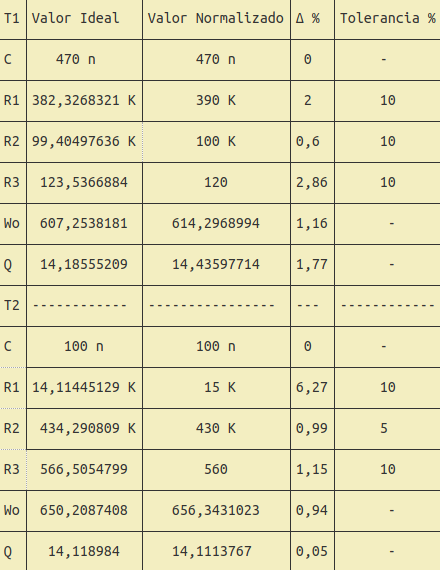 T1 Valor Ideal Valor Normalizado Δ % Tolerancia %
C 470 n 470 n 0 -
R1 382,3268321 K 390 K 2 10
R2 99,40497636 K 100 K 0,6 10
R3 123,5366884 120 2,86 10
Wo 607,2538181 614,2968994 1,16 -
Q 14,18555209 14,43597714 1,77 -
T2 ------------ ---------------- --- ------------
C 100 n 100 n 0 -
R1 14,11445129 K 15 K 6,27 10
R2 434,290809 K 430 K 0,99 5
R3 566,5054799 560 1,15 10
Wo 650,2087408 656,3431023 0,94 -
Q 14,118984 14,1113767 0,05 -